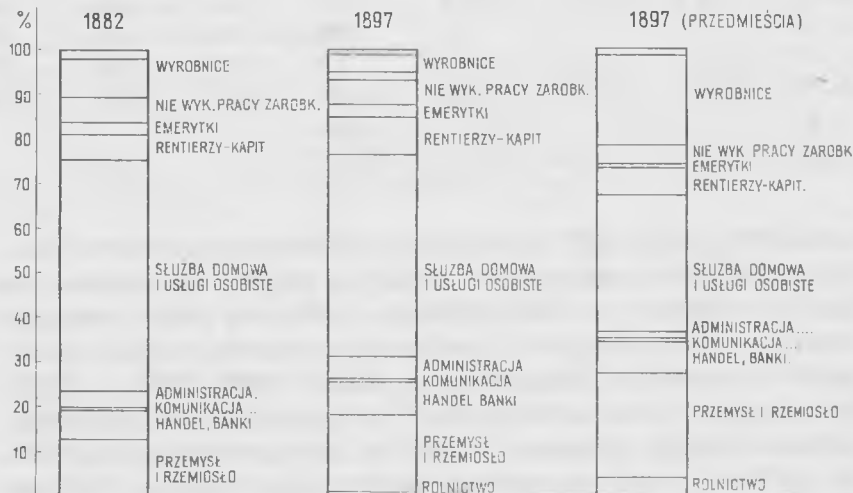 %
1882
1897
1897 (PRZEDMIEŚCIA)
100
90
80
70
60
50
40
30
20
10
WYROBNICE
NIE WYK. PRACY ZAROBK.
EMERYTKI
RENTIERZY-KAPIT
SŁUŻBA DOMOWA
I USŁUGI OSOBISTE
ADMINISTRACJA.
KOMUNIKACJA ..
HANDEL, BANKI
PRZEMYSŁ
I RZEMIOSŁO
WYROBNICE
NIE WYK. PRACY ZAROBK.
EMERYTKI
RENTIERZY-KAPIT
SŁUŻBA DOMOWA
I USŁUGI OSOBISTE
ADMINISTRACJA
KOMUNIKACJA
HANDEL BANKI
PRZEMYSŁ
I RZEMIOSŁO
ROLNICTWO
WYROBNICE
NIE WYK PRACY ZAROBK
EMERYTKI
RENTIERZY-KAPIT.
SŁUŻBA DOMOWA
I USŁUGI OSOBISTE
ADMINISTRACJA....
KOMUNIKACJA ...
HANDEL, BANKI.
PRZEMYSŁ I RZEMIOSŁO
ROLNICTWO